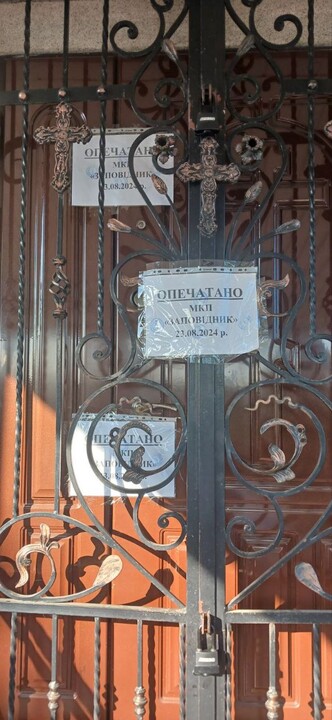 ОПЕЧАТАНО
МКП
«ЗАПОВІДНИК»
23.08.2024 р.
ОПЕЧАТАНО
МКП
«ЗАПОВІДНИК»
23.08.2024 р.
ОПЕЧАТАНО